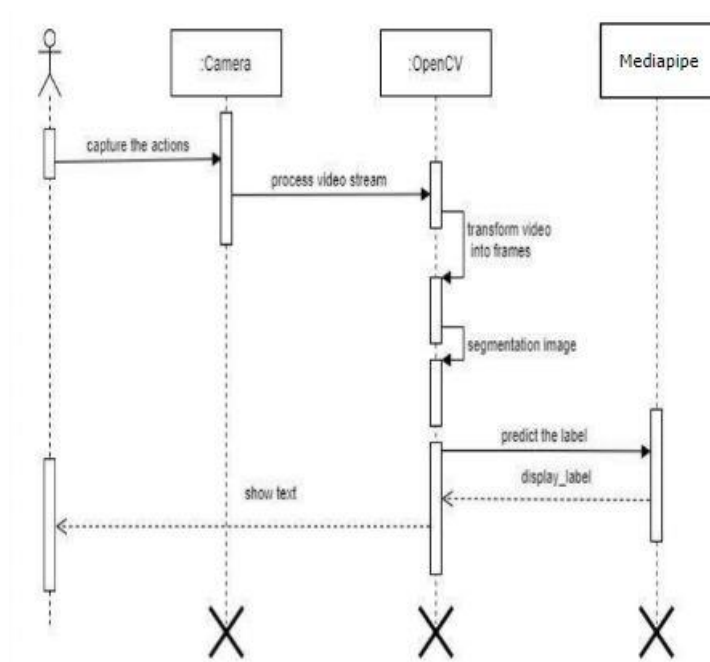 :Camera
:OpenCV
Mediapipe
capture the actions
process video stream
transform video
into frames
segmentation image
predict the label
display_label
show text